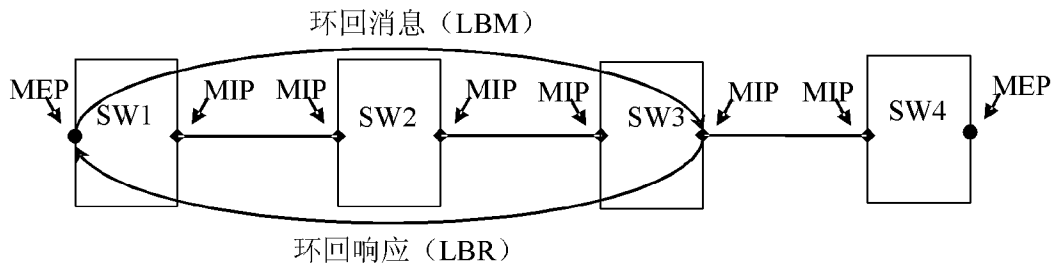 环回消息（LBM）
MEP
MIP
MIP
MIP
MIP
MIP
MIP
MEP
SW1
SW2
SW3
SW4
环回响应（LBR）